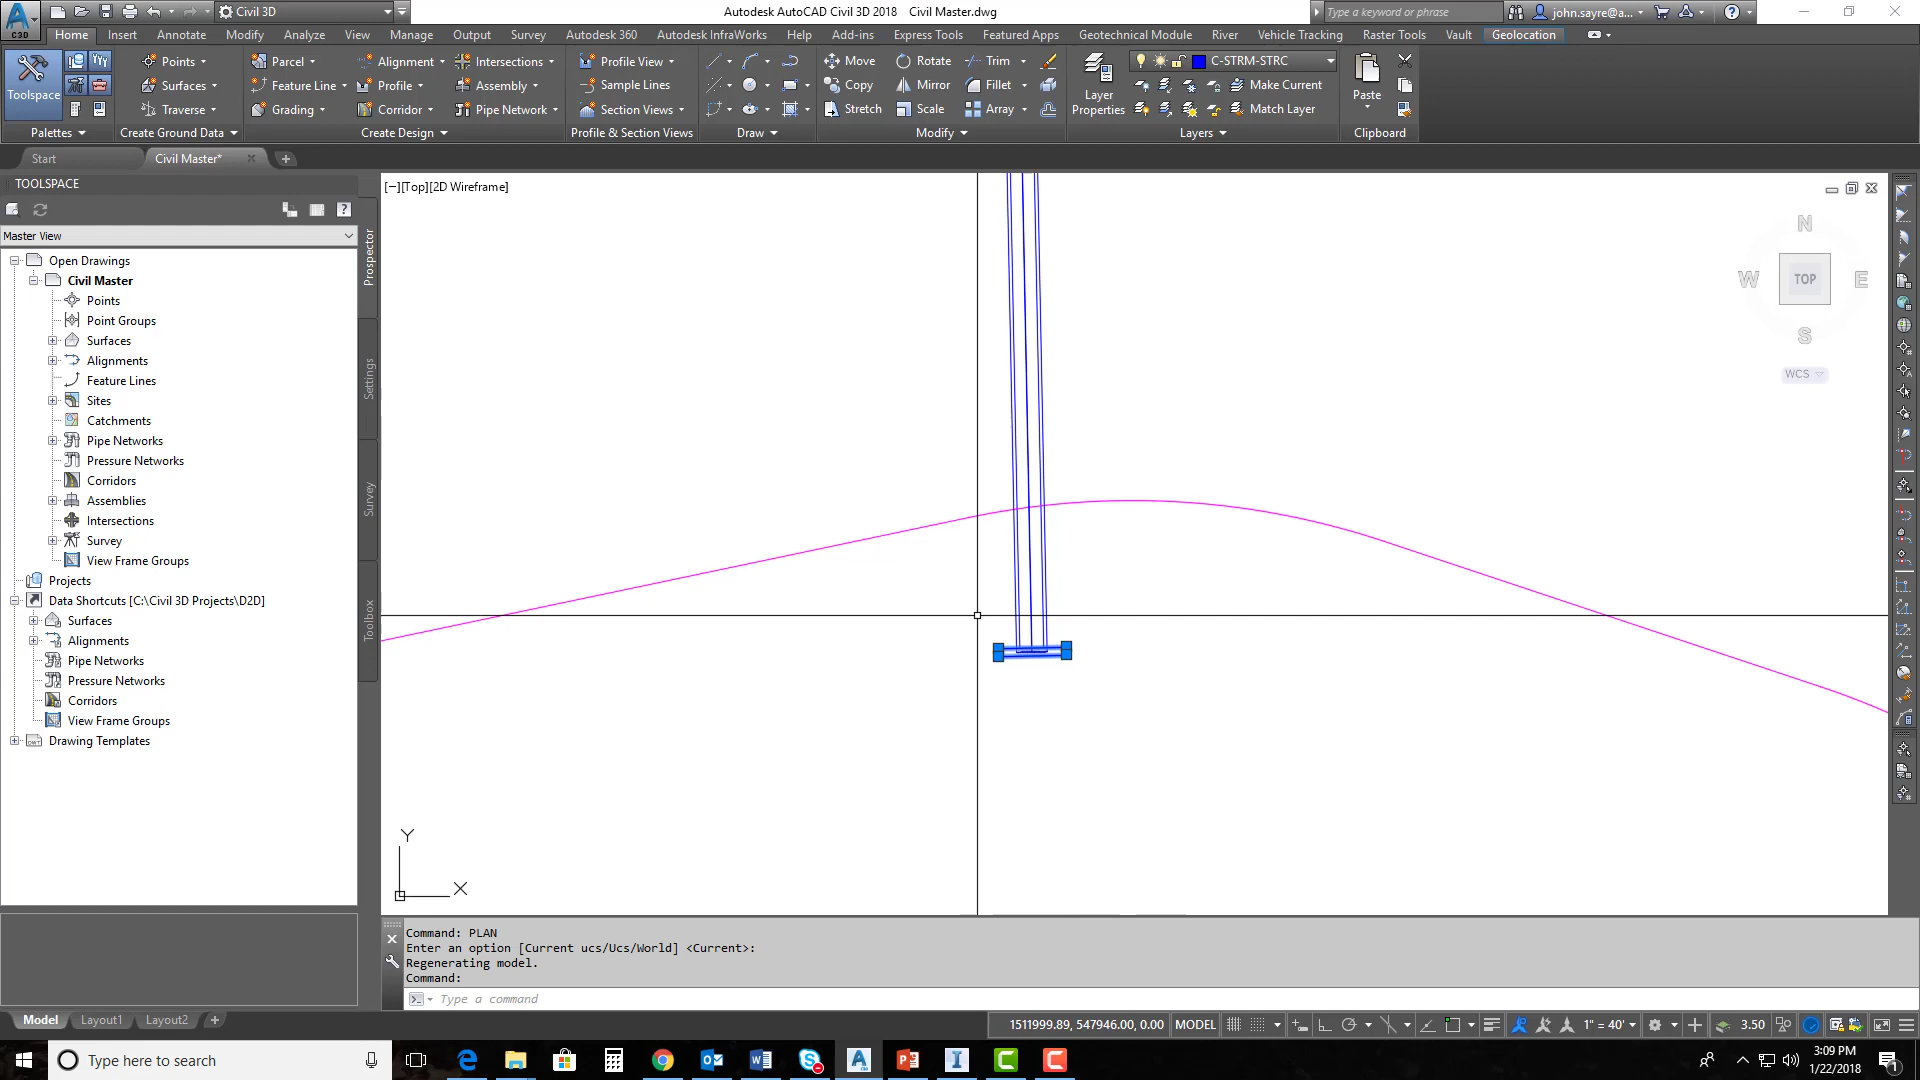 Civil 3D
Autodesk AutoCAD Civil 3D 2018 Civil Master.dwg
Type a keyword or phrase
john.sayre@a...
C3D
Home Insert Annotate Modify Analyze View Manage Output Survey Autodesk 360 Autodesk InfraWorks Help Add-ins Express Tools Featured Apps Geotechnical Module River Vehicle Tracking Raster Tools Vault Geolocation
Points Parcel Alignment Intersections Profile View Move Rotate Trim C-STRM-STRC
Toolspace Surfaces Feature Line Profile Assembly Sample Lines Copy Mirror Fillet Layer Properties Make Current Paste
Traverse Grading Corridor Pipe Network Section Views Stretch Scale Array Match Layer
Palettes Create Ground Data Create Design Profile & Section Views Draw Modify Layers Clipboard
Start Civil Master*
TOOLSPACE
Master View
Open Drawings
Civil Master
Points
Point Groups
Surfaces
Alignments
Feature Lines
Sites
Catchments
Pipe Networks
Pressure Networks
Corridors
Assemblies
Intersections
Survey
View Frame Groups
Projects
Data Shortcuts [C:\Civil 3D Projects\D2D]
Surfaces
Alignments
Pipe Networks
Pressure Networks
Corridors
View Frame Groups
Drawing Templates
Prospector
Settings
Survey
Toolbox
[−][Top][2D Wireframe]
N
W TOP E
S
WCS
Y
X
Command: PLAN
Enter an option [Current ucs/Ucs/World] <Current>:
Regenerating model.
Command:
Type a command
Model Layout1 Layout2
1511999.89, 547946.00, 0.00 MODEL 1" = 40' 3.50
Type here to search
3:09 PM
1/22/2018
1